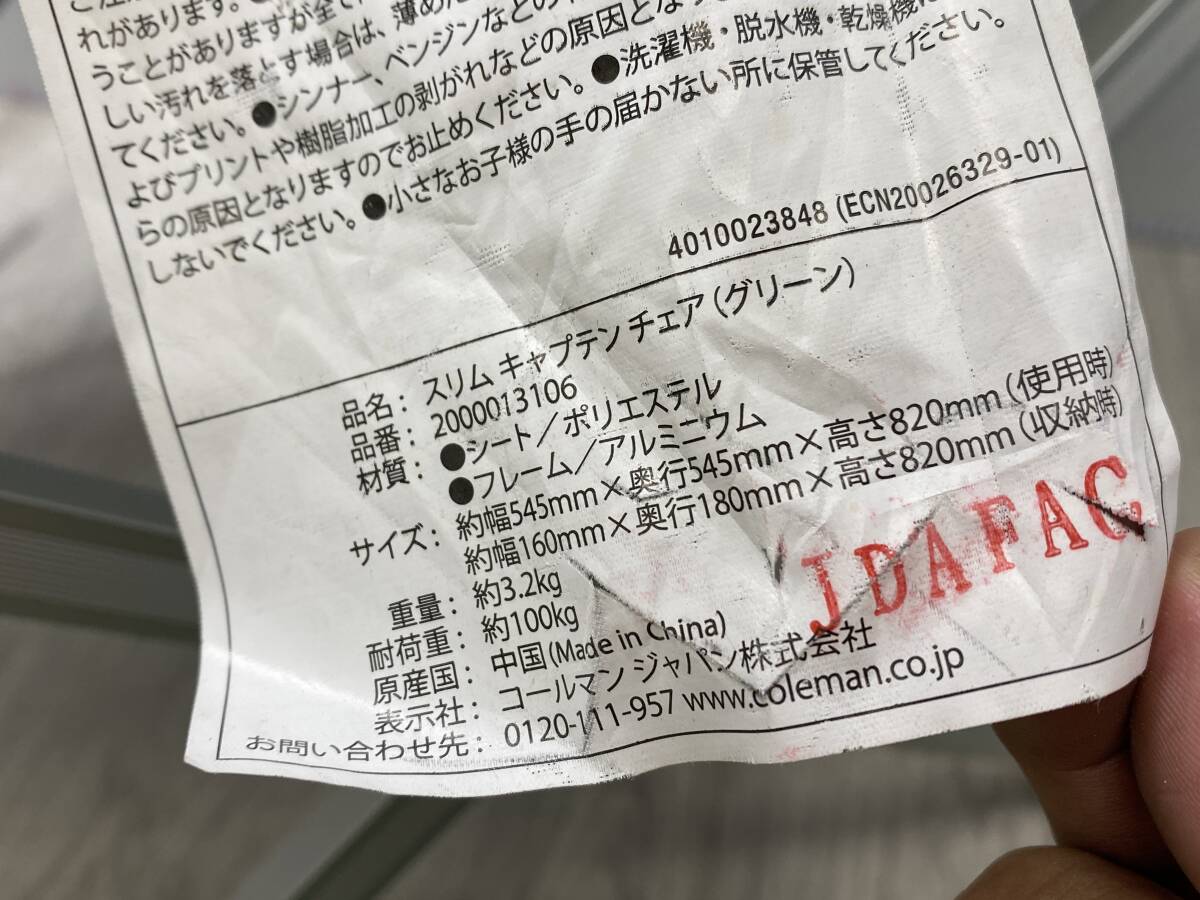 れがあります。
うことがありますが全て
しい汚れを落とす場合は、薄めた
てください。●シンナー、ベンジンなどの
よびプリントや樹脂加工の剥がれなどの原因とな
らの原因となりますのでお止めください。●洗濯機・脱水機・乾燥機に
しないでください。●小さなお子様の手の届かない所に保管してください。
4010023848 (ECN20026329-01)
品名：スリム キャプテン チェア（グリーン）
品番：2000013106
材質：●シート／ポリエステル
●フレーム／アルミニウム
サイズ：約幅545mm×奥行545mm×高さ820mm（使用時）
約幅160mm×奥行180mm×高さ820mm（収納時）
重量：約3.2kg
耐荷重：約100kg
原産国：中国(Made in China)
表示社：コールマン ジャパン株式会社
お問い合わせ先：0120-111-957 www.coleman.co.jp
JDAFAC